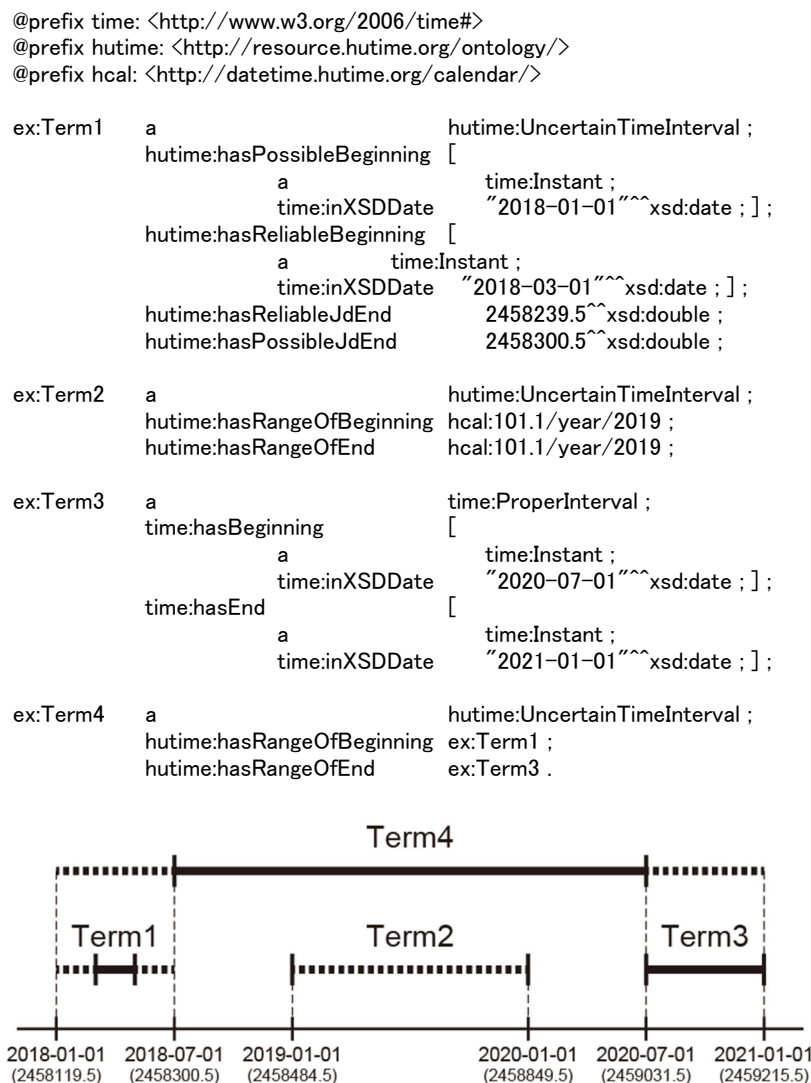 @prefix time: <http://www.w3.org/2006/time#>
@prefix hutime: <http://resource.hutime.org/ontology/>
@prefix hcal: <http://datetime.hutime.org/calendar/>
ex:Term1 a hutime:UncertainTimeInterval ;
hutime:hasPossibleBeginning [
a time:Instant ;
time:inXSDDate "2018-01-01"^^xsd:date ; ] ;
hutime:hasReliableBeginning [
a time:Instant ;
time:inXSDDate "2018-03-01"^^xsd:date ; ] ;
hutime:hasReliableJdEnd 2458239.5^^xsd:double ;
hutime:hasPossibleJdEnd 2458300.5^^xsd:double ;
ex:Term2 a hutime:UncertainTimeInterval ;
hutime:hasRangeOfBeginning hcal:101.1/year/2019 ;
hutime:hasRangeOfEnd hcal:101.1/year/2019 ;
ex:Term3 a time:ProperInterval ;
time:hasBeginning [
a time:Instant ;
time:inXSDDate "2020-07-01"^^xsd:date ; ] ;
time:hasEnd [
a time:Instant ;
time:inXSDDate "2021-01-01"^^xsd:date ; ] ;
ex:Term4 a hutime:UncertainTimeInterval ;
hutime:hasRangeOfBeginning ex:Term1 ;
hutime:hasRangeOfEnd ex:Term3 .
Term4
Term1 Term2 Term3
2018-01-01 2018-07-01 2019-01-01 2020-01-01 2020-07-01 2021-01-01
(2458119.5) (2458300.5) (2458484.5) (2458849.5) (2459031.5) (2459215.5)